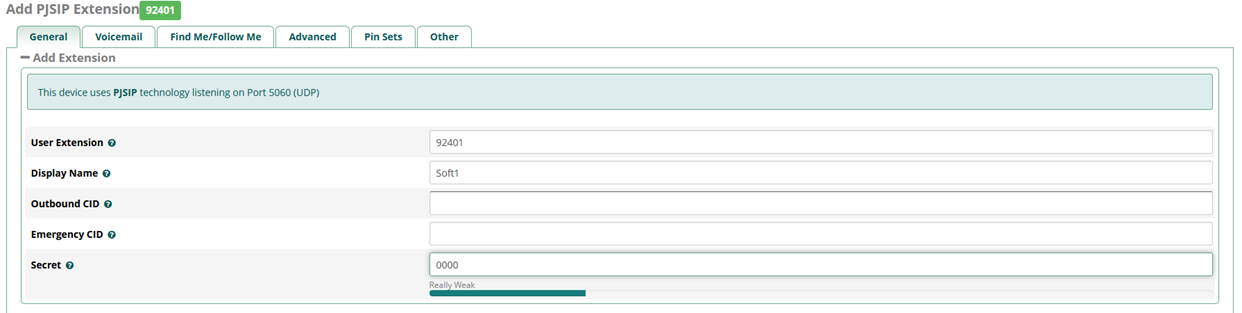 Add PJSIP Extension 92401
General Voicemail Find Me/Follow Me Advanced Pin Sets Other
Add Extension
This device uses PJSIP technology listening on Port 5060 (UDP)
User Extension 92401
Display Name Soft1
Outbound CID
Emergency CID
Secret 0000
Really Weak